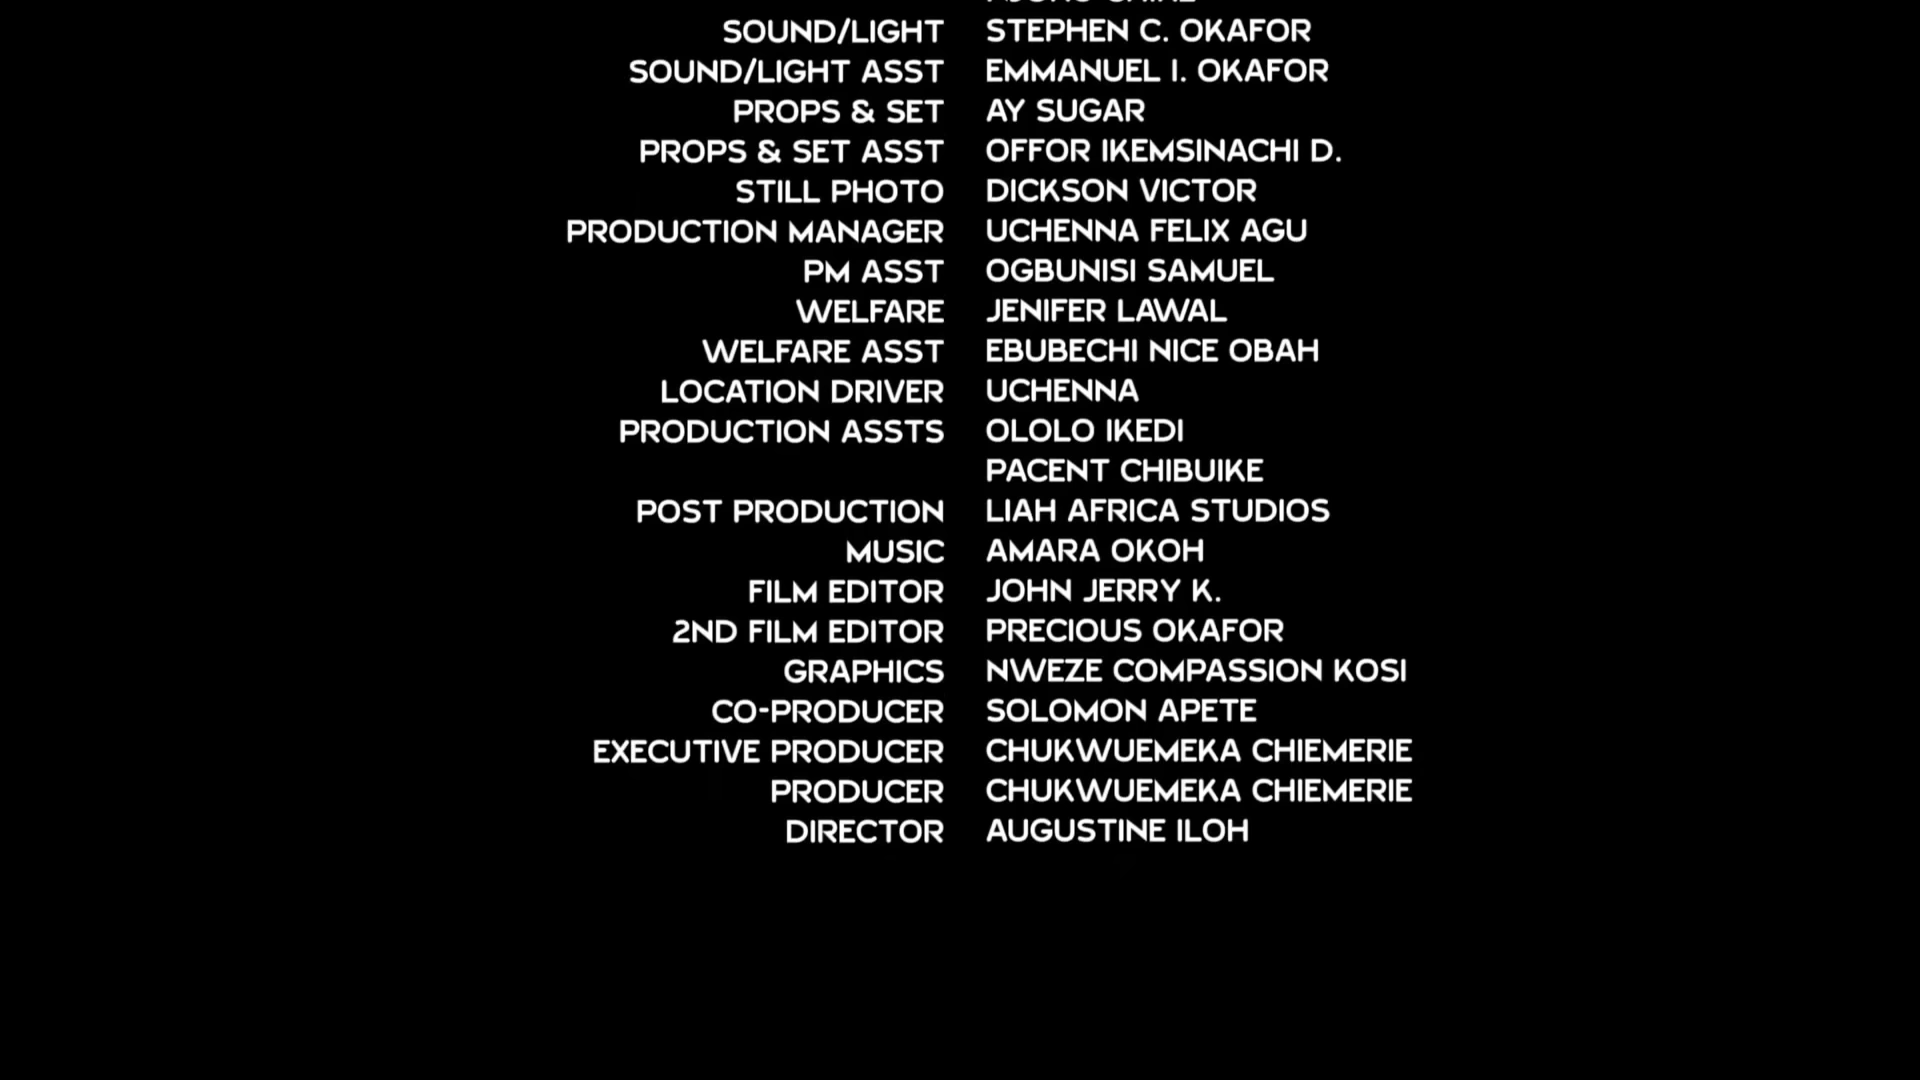 SOUND/LIGHT STEPHEN C. OKAFOR
SOUND/LIGHT ASST EMMANUEL I. OKAFOR
PROPS & SET AY SUGAR
PROPS & SET ASST OFFOR IKEMSINACHI D.
STILL PHOTO DICKSON VICTOR
PRODUCTION MANAGER UCHENNA FELIX AGU
PM ASST OGBUNISI SAMUEL
WELFARE JENIFER LAWAL
WELFARE ASST EBUBECHI NICE OBAH
LOCATION DRIVER UCHENNA
PRODUCTION ASSTS OLOLO IKEDI
PACENT CHIBUIKE
POST PRODUCTION LIAH AFRICA STUDIOS
MUSIC AMARA OKOH
FILM EDITOR JOHN JERRY K.
2ND FILM EDITOR PRECIOUS OKAFOR
GRAPHICS NWEZE COMPASSION KOSI
CO-PRODUCER SOLOMON APETE
EXECUTIVE PRODUCER CHUKWUEMEKA CHIEMERIE
PRODUCER CHUKWUEMEKA CHIEMERIE
DIRECTOR AUGUSTINE ILOH